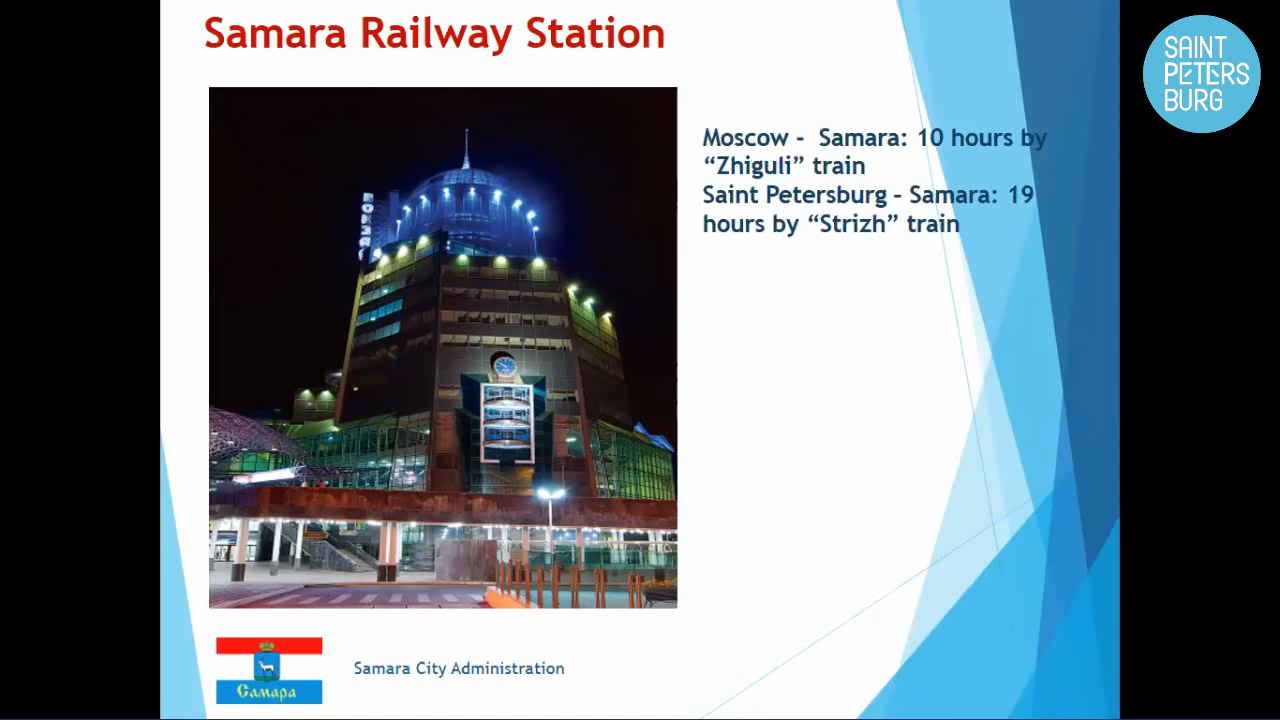 Samara Railway Station
SAINT
PETERS
BURG
Moscow - Samara: 10 hours by
“Zhiguli” train
Saint Petersburg - Samara: 19
hours by “Strizh” train
ВОКЗАЛ
Самара
Samara City Administration